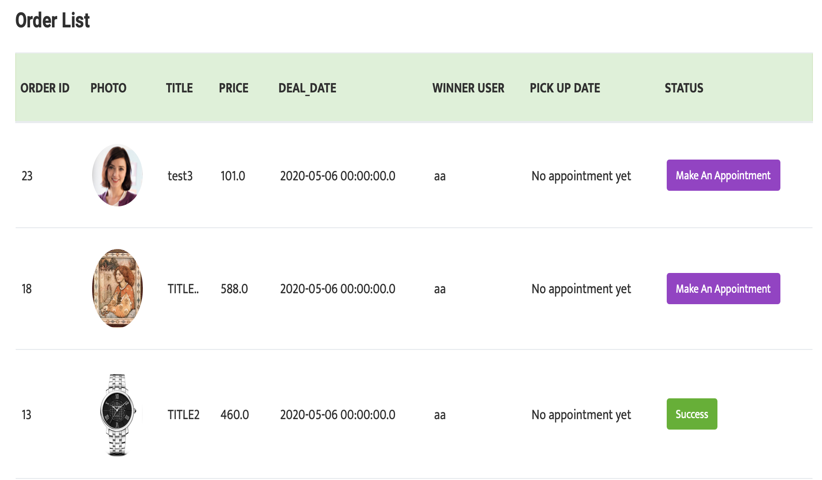 Order List
ORDER ID PHOTO TITLE PRICE DEAL_DATE WINNER USER PICK UP DATE STATUS
23 test3 101.0 2020-05-06 00:00:00.0 aa No appointment yet Make An Appointment
18 TITLE.. 588.0 2020-05-06 00:00:00.0 aa No appointment yet Make An Appointment
13 TITLE2 460.0 2020-05-06 00:00:00.0 aa No appointment yet Success